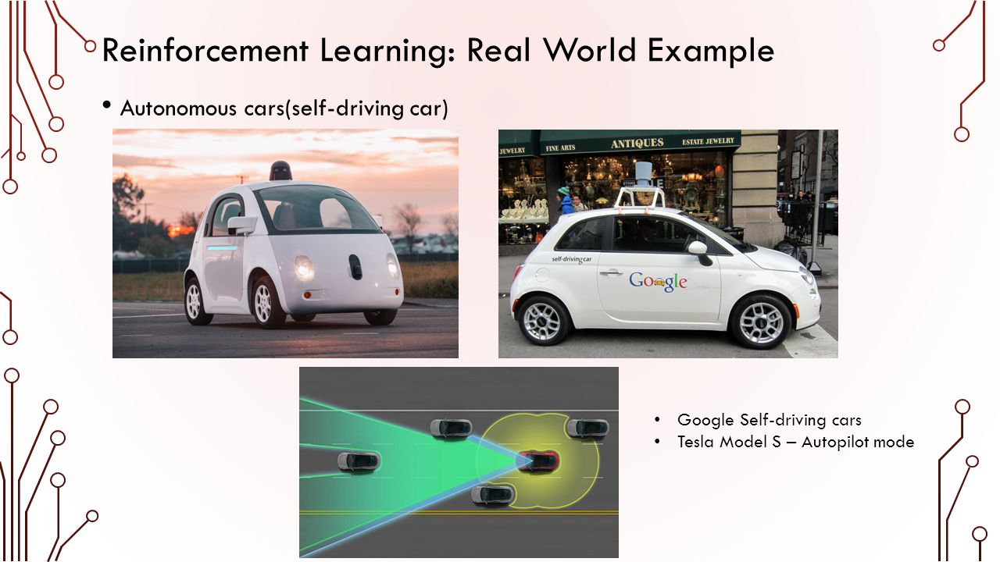 Reinforcement Learning: Real World Example
• Autonomous cars(self-driving car)
JEWELRY
FINE ARTS
ANTIQUES
ESTATE JEWELRY
self-driving car
Google
• Google Self-driving cars
• Tesla Model S – Autopilot mode